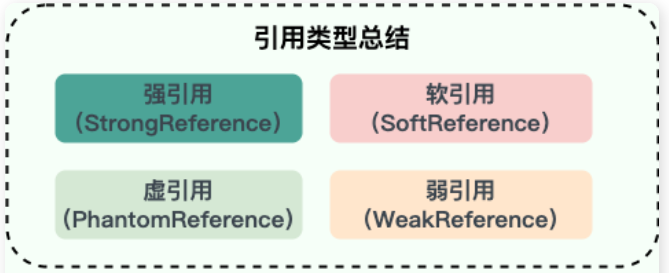 引用类型总结
强引用
（StrongReference）
软引用
（SoftReference）
虚引用
（PhantomReference）
弱引用
（WeakReference）